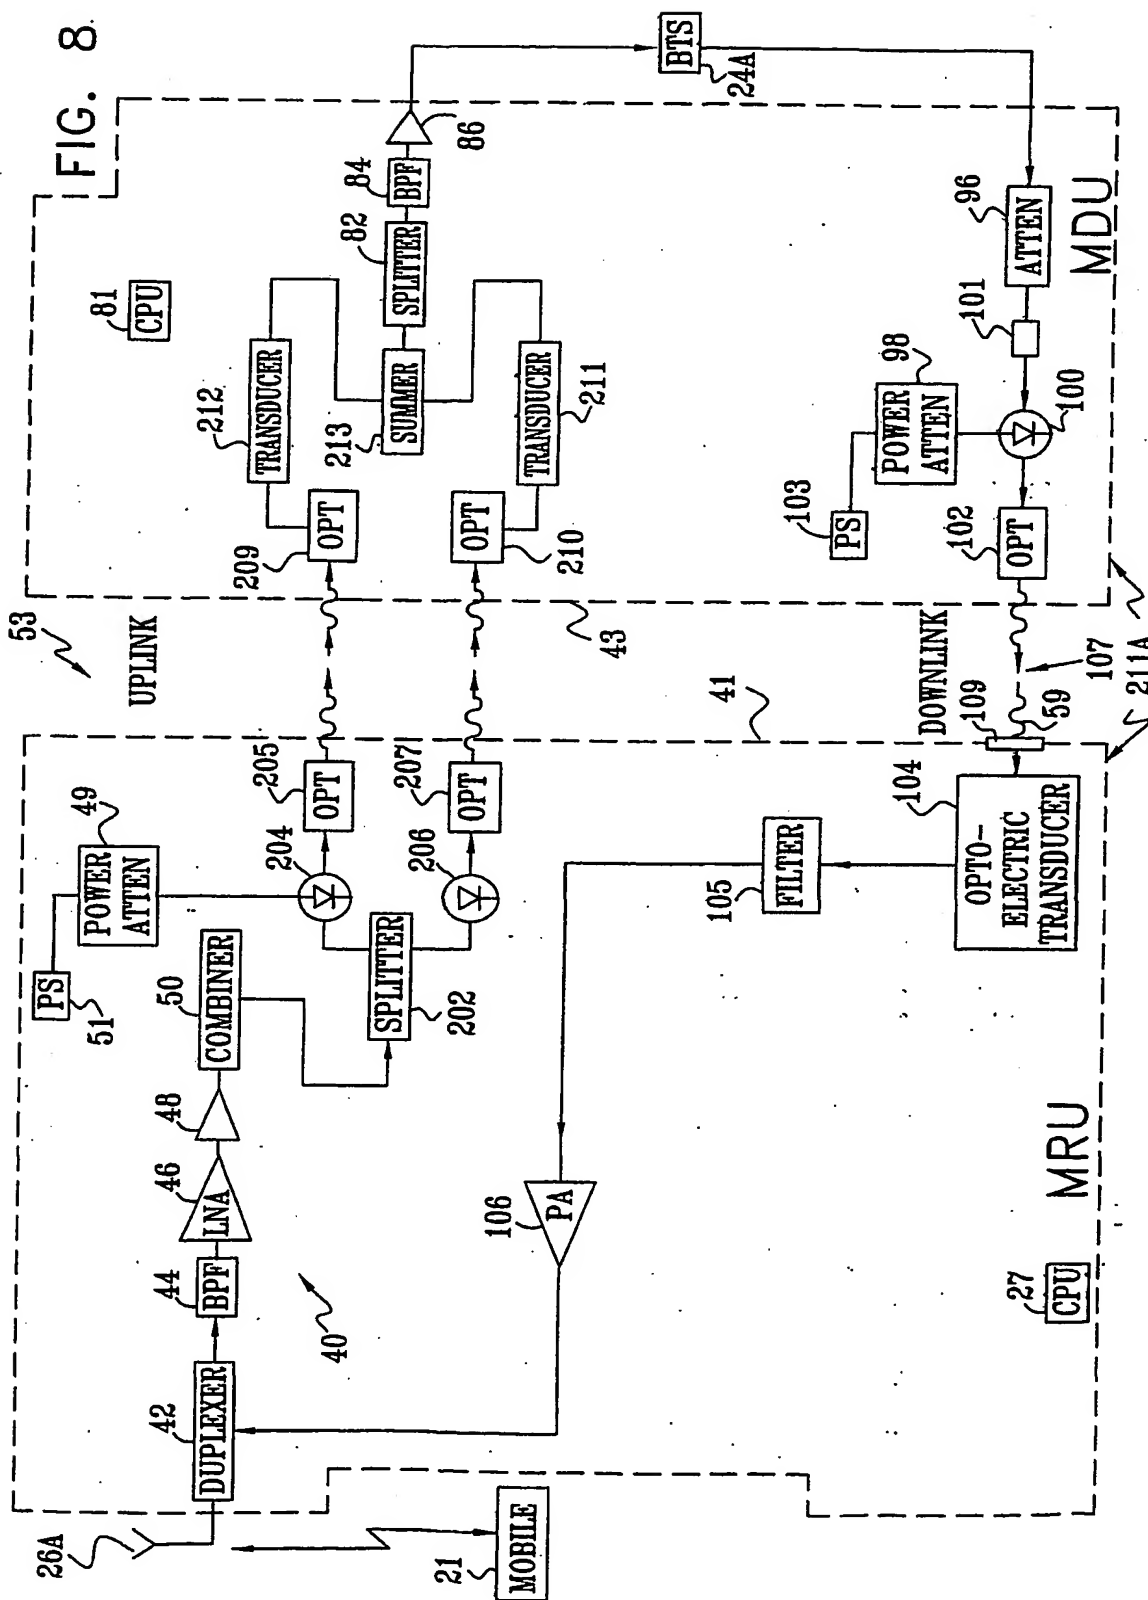 FIG. 8
53
UPLINK
DOWNLINK
26A
42
DUPLEXER
44
BPF
46
LNA
48
50
COMBINER
51
PS
49
POWER
ATTEN
204
205
OPT
209
OPT
212
TRANSDUCER
81
CPU
40
202
SPLITTER
206
207
OPT
210
OPT
211
TRANSDUCER
213
SUMMER
82
SPLITTER
84
BPF
86
BTS
24A
21
MOBILE
106
PA
105
FILTER
41
43
104
OPTO-
ELECTRIC
TRANSDUCER
109
59
107
102
OPT
103
PS
98
POWER
ATTEN
100
101
96
ATTEN
27
CPU
MRU
211A
MDU